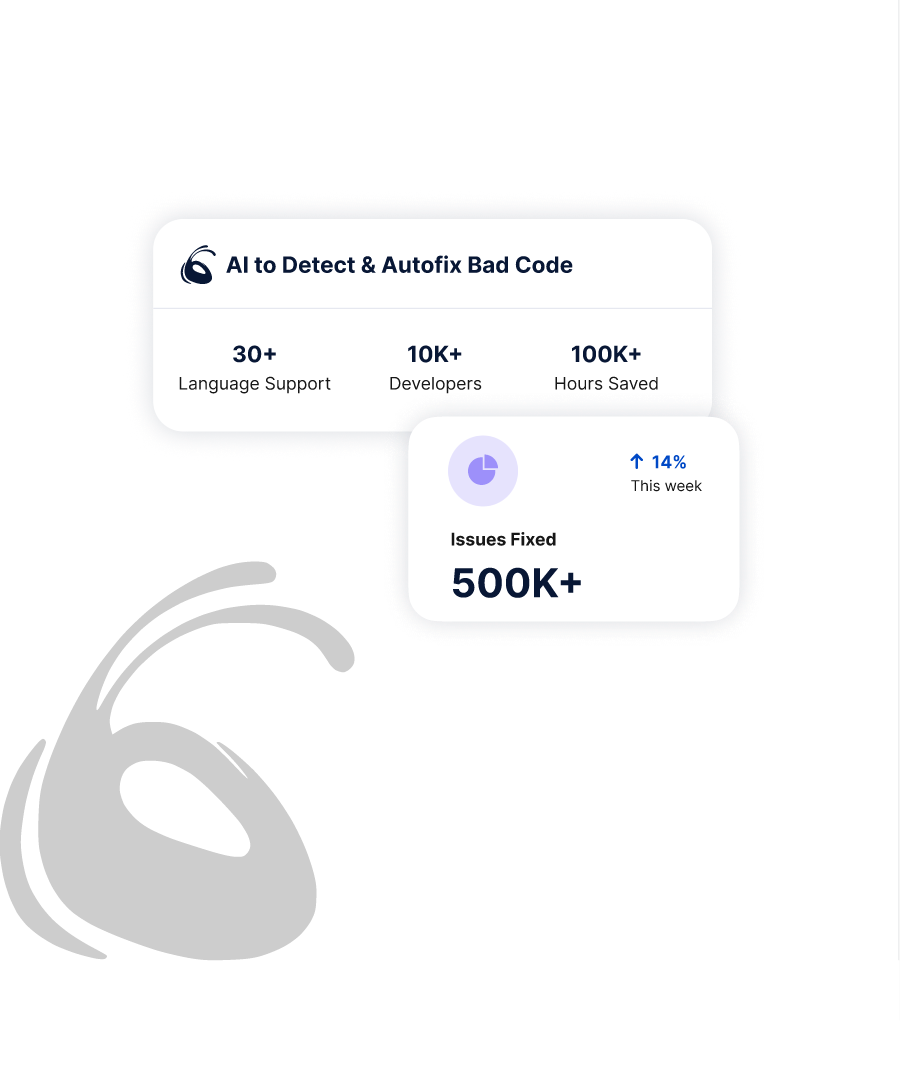 AI to Detect & Autofix Bad Code
30+
Language Support
10K+
Developers
100K+
Hours Saved
14%
This week
Issues Fixed
500K+